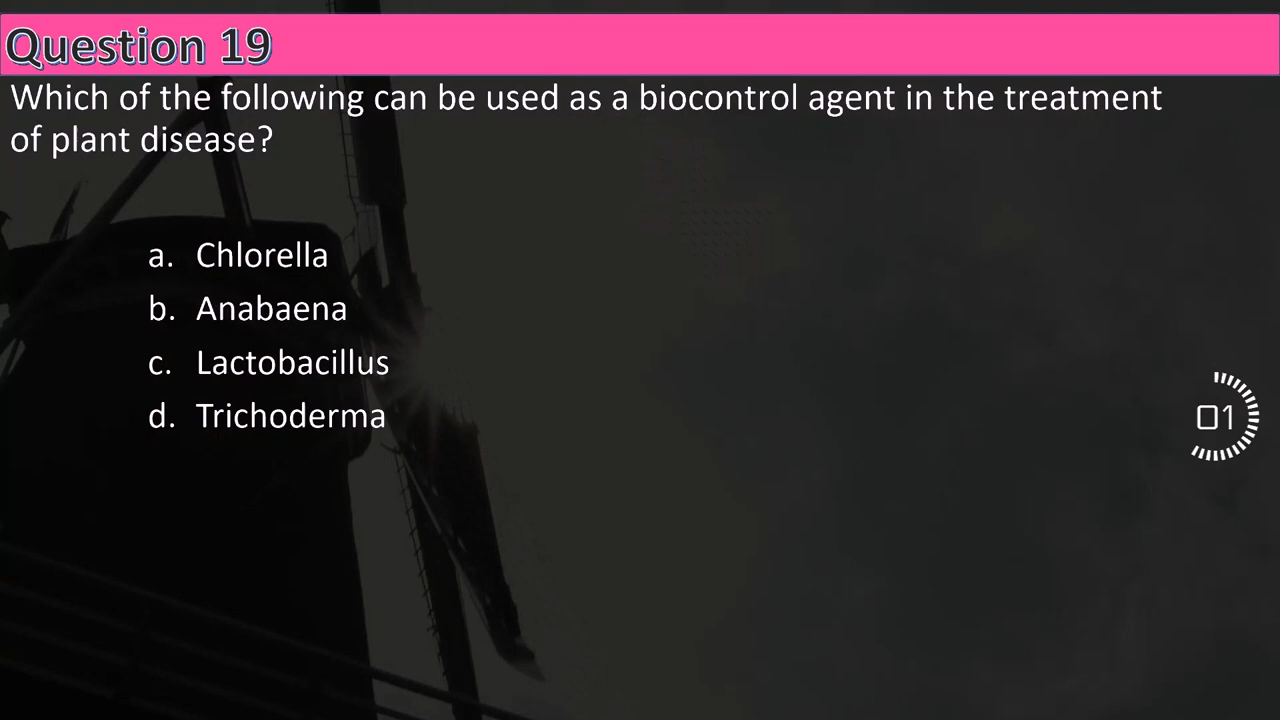 Question 19
Which of the following can be used as a biocontrol agent in the treatment
of plant disease?
a. Chlorella
b. Anabaena
c. Lactobacillus
d. Trichoderma
01